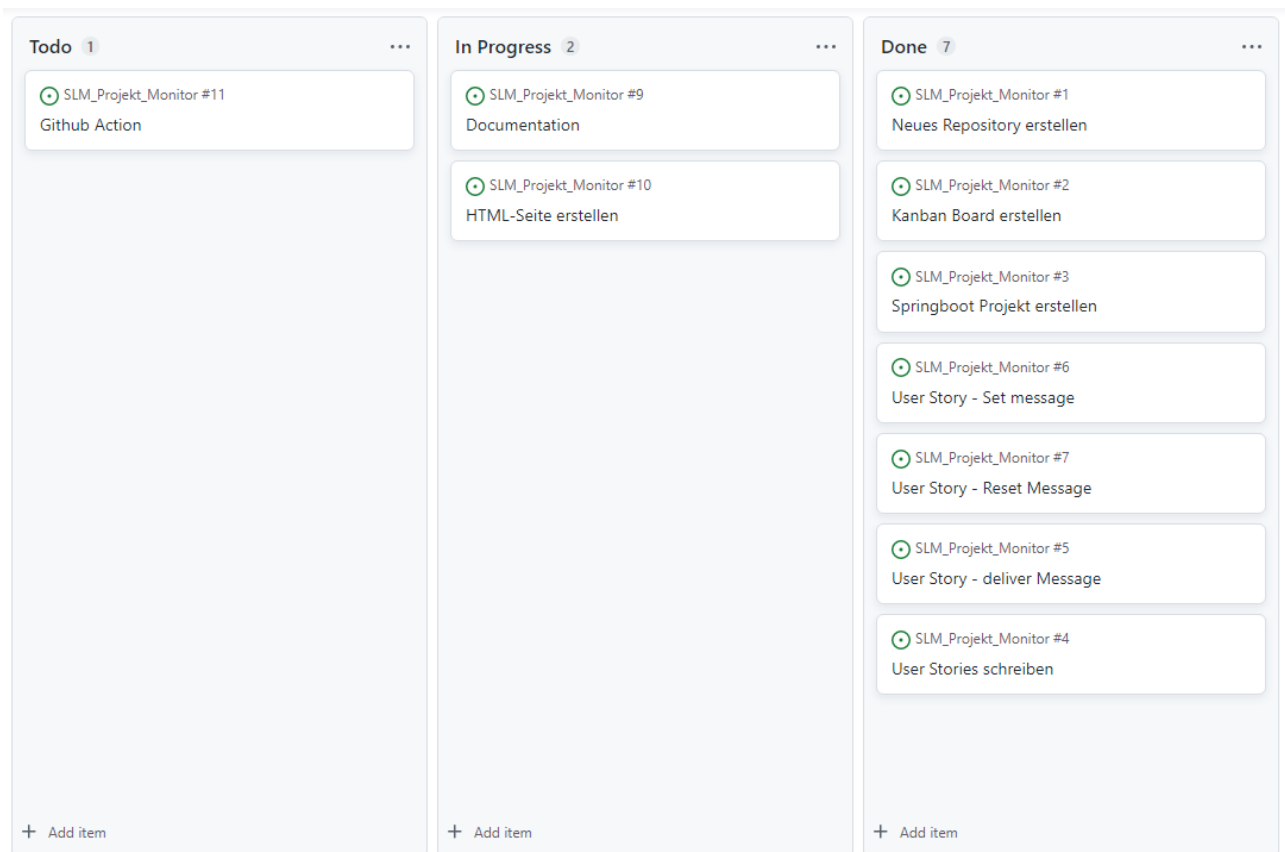 Todo 1
SLM_Projekt_Monitor #11
Github Action
+ Add item
In Progress 2
SLM_Projekt_Monitor #9
Documentation
SLM_Projekt_Monitor #10
HTML-Seite erstellen
+ Add item
Done 7
SLM_Projekt_Monitor #1
Neues Repository erstellen
SLM_Projekt_Monitor #2
Kanban Board erstellen
SLM_Projekt_Monitor #3
Springboot Projekt erstellen
SLM_Projekt_Monitor #6
User Story - Set message
SLM_Projekt_Monitor #7
User Story - Reset Message
SLM_Projekt_Monitor #5
User Story - deliver Message
SLM_Projekt_Monitor #4
User Stories schreiben
+ Add item